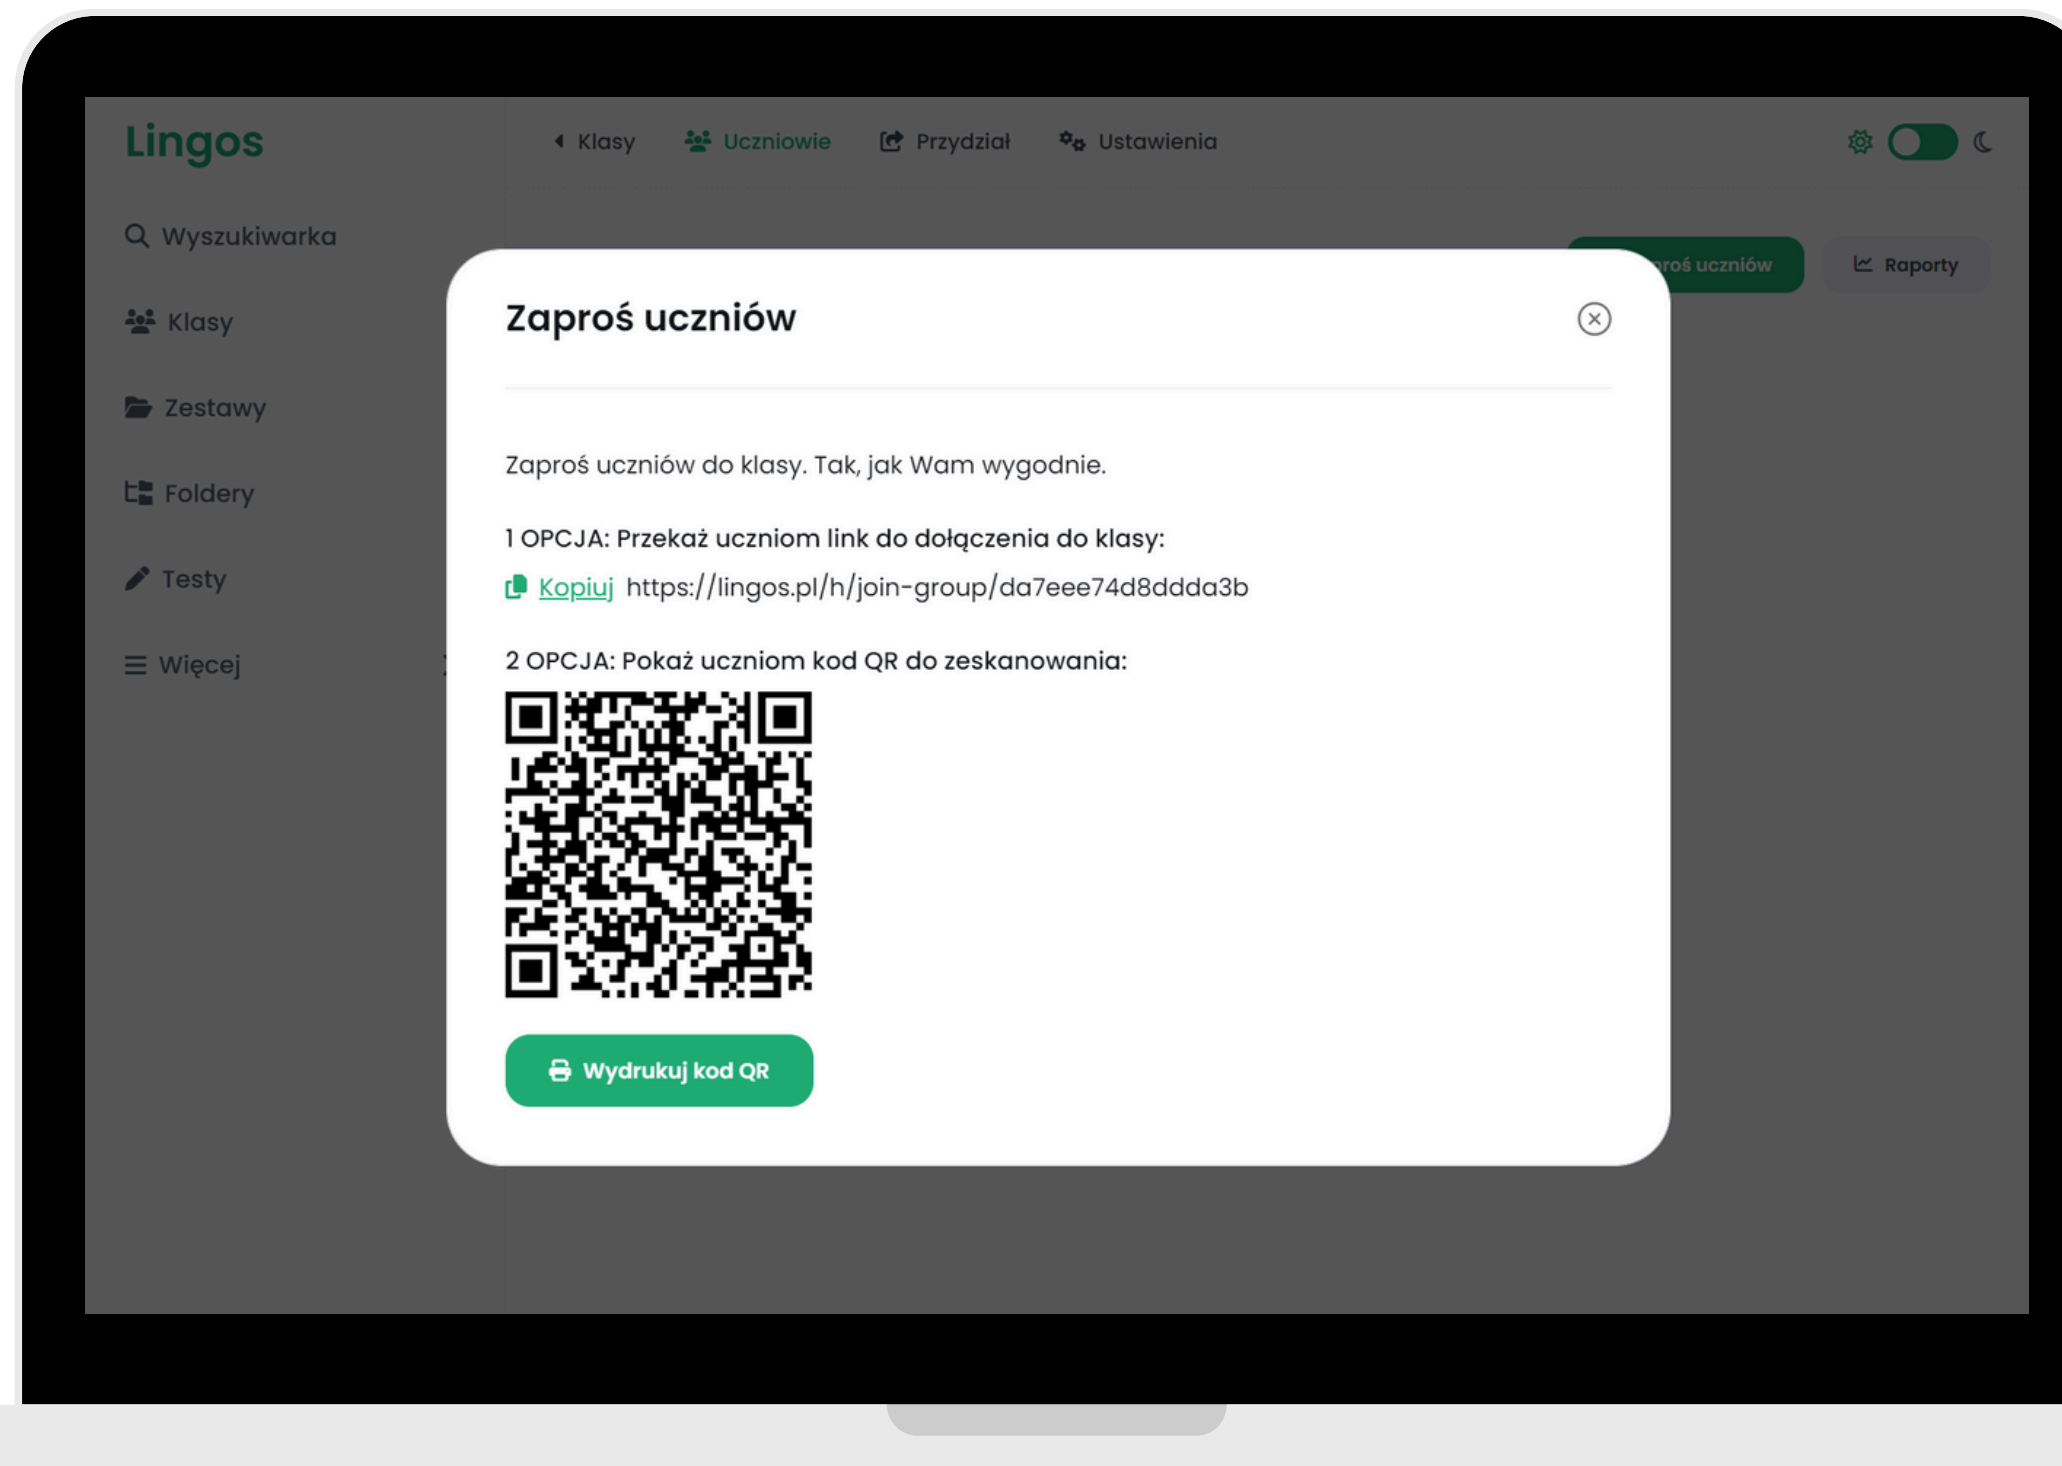 Lingos
Klasy
Uczniowie
Przydział
Ustawienia
Wyszukiwarka
Klasy
Zestawy
Foldery
Testy
Więcej
uczniów
Raporty
Zaproś uczniów
Zaproś uczniów do klasy. Tak, jak Wam wygodnie.
1 OPCJA: Przekaż uczniom link do dołączenia do klasy:
Kopiuj https://lingos.pl/h/join-group/da7eee74d8ddda3b
2 OPCJA: Pokaż uczniom kod QR do zeskanowania:
Wydrukuj kod QR